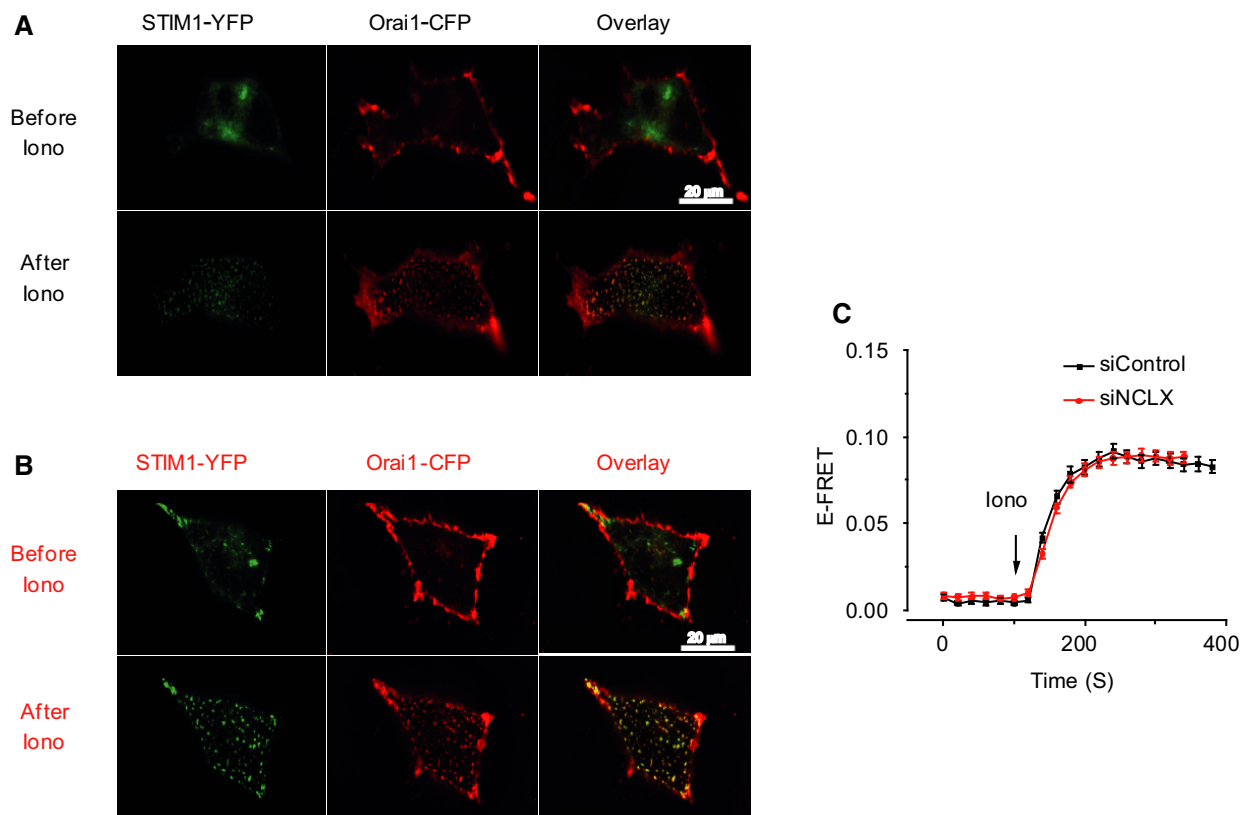 A
STIM1-YFP Orai1-CFP Overlay
Before
Iono
20 µm
After
Iono
B
STIM1-YFP Orai1-CFP Overlay
Before
Iono
20 µm
After
Iono
C
0.15
0.10
0.05
0.00
E-FRET
siControl
siNCLX
Iono
0 200 400
Time (S)